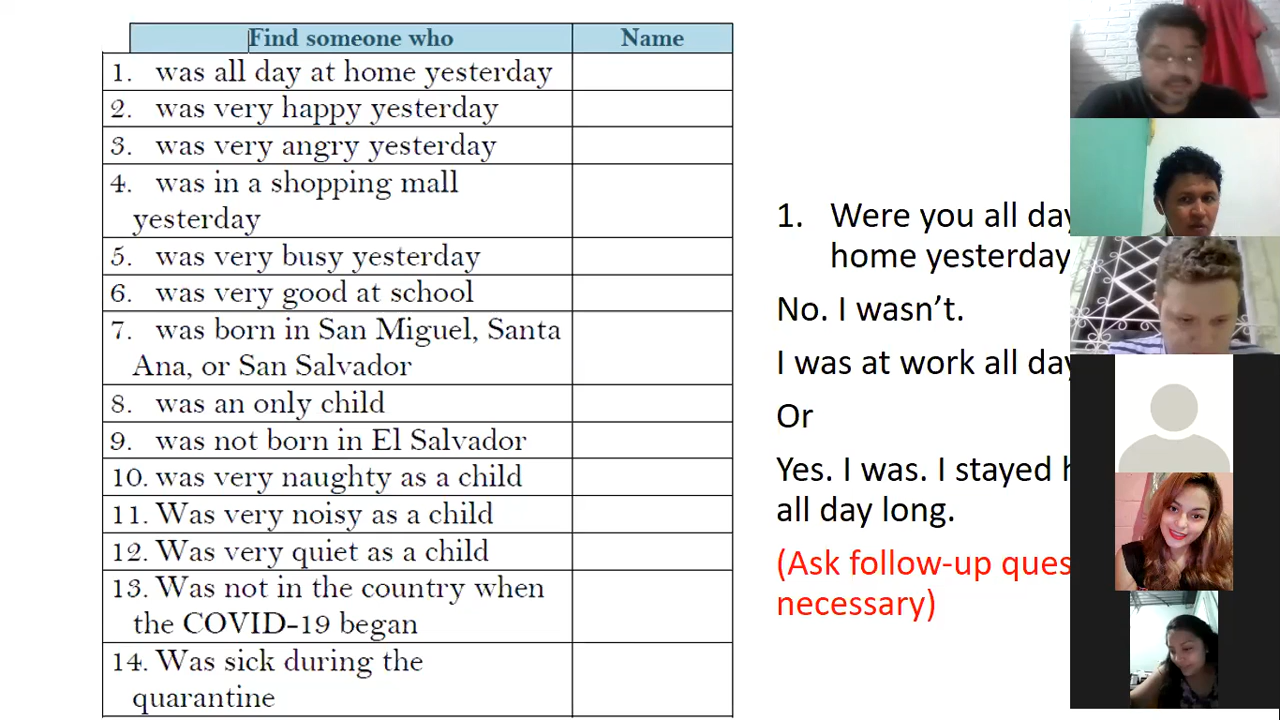 Find someone who
Name
1. was all day at home yesterday
2. was very happy yesterday
3. was very angry yesterday
4. was in a shopping mall
yesterday
5. was very busy yesterday
6. was very good at school
7. was born in San Miguel, Santa
Ana, or San Salvador
8. was an only child
9. was not born in El Salvador
10. was very naughty as a child
11. Was very noisy as a child
12. Was very quiet as a child
13. Was not in the country when
the COVID-19 began
14. Was sick during the
quarantine
1. Were you all day
home yesterday
No. I wasn't.
I was at work all day
Or
Yes. I was. I stayed
all day long.
(Ask follow-up
necessary)